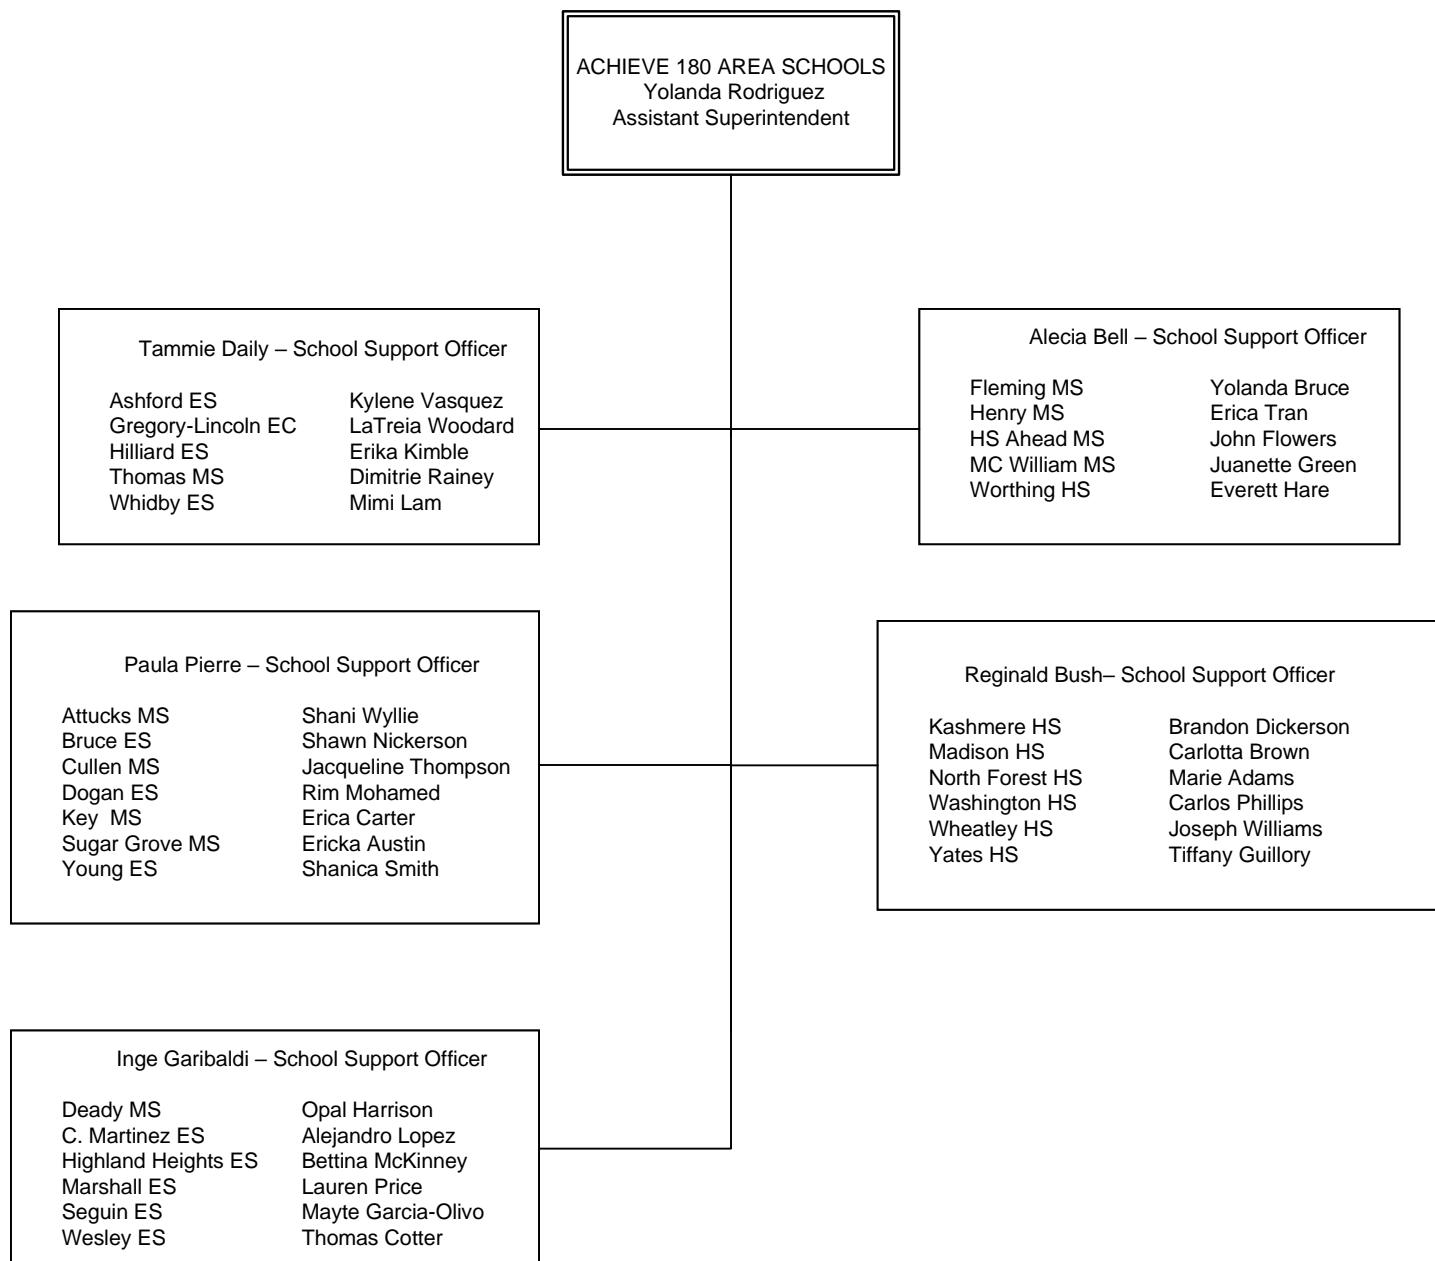 ACHIEVE 180 AREA SCHOOLS
Yolanda Rodriguez
Assistant Superintendent
Tammie Daily – School Support Officer
Ashford ES Kylene Vasquez
Gregory-Lincoln EC LaTreia Woodard
Hilliard ES Erika Kimble
Thomas MS Dimitrie Rainey
Whidby ES Mimi Lam
Alecia Bell – School Support Officer
Fleming MS Yolanda Bruce
Henry MS Erica Tran
HS Ahead MS John Flowers
MC William MS Juanette Green
Worthing HS Everett Hare
Paula Pierre – School Support Officer
Attucks MS Shani Wyllie
Bruce ES Shawn Nickerson
Cullen MS Jacqueline Thompson
Dogan ES Rim Mohamed
Key  MS Erica Carter
Sugar Grove MS Ericka Austin
Young ES Shanica Smith
Reginald Bush– School Support Officer
Kashmere HS Brandon Dickerson
Madison HS Carlotta Brown
North Forest HS Marie Adams
Washington HS Carlos Phillips
Wheatley HS Joseph Williams
Yates HS Tiffany Guillory
Inge Garibaldi – School Support Officer
Deady MS Opal Harrison
C. Martinez ES Alejandro Lopez
Highland Heights ES Bettina McKinney
Marshall ES Lauren Price
Seguin ES Mayte Garcia-Olivo
Wesley ES Thomas Cotter